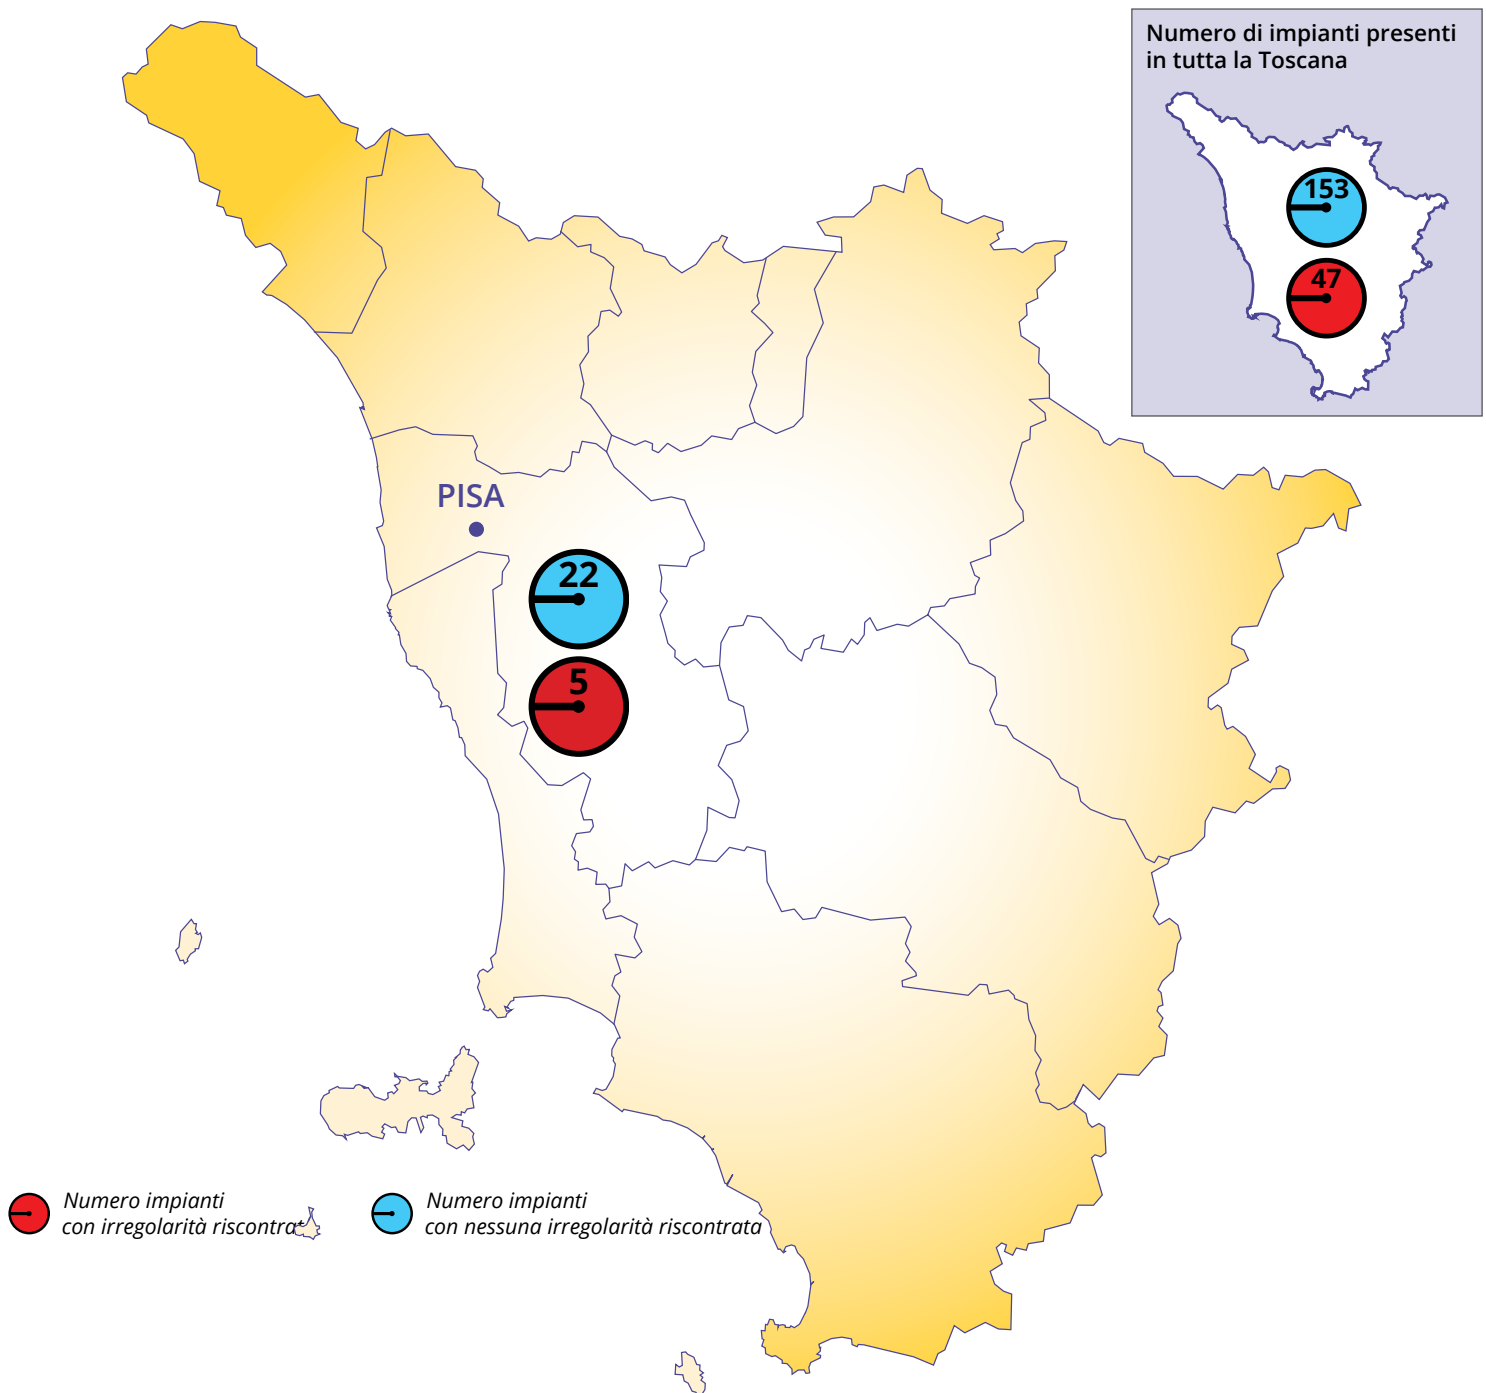 Numero di impianti presenti
in tutta la Toscana
153
47
PISA
22
5
Numero impianti
con irregolarità riscontrat
Numero impianti
con nessuna irregolarità riscontrata